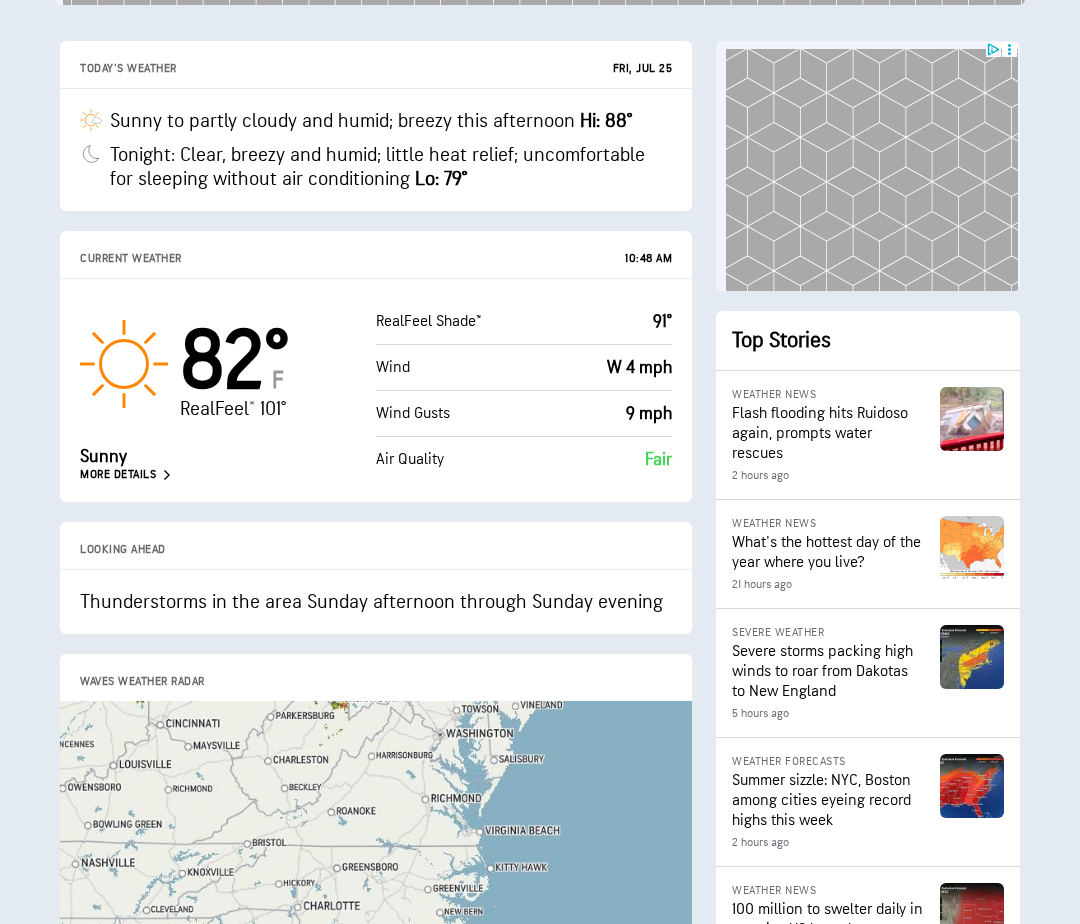 TODAY'S WEATHER
FRI, JUL 25
Sunny to partly cloudy and humid; breezy this afternoon Hi: 88°
Tonight: Clear, breezy and humid; little heat relief; uncomfortable
for sleeping without air conditioning Lo: 79°
CURRENT WEATHER
10:48 AM
82°
F
RealFeel® 101°
Sunny
MORE DETAILS
RealFeel Shade™
91°
Wind
W 4 mph
Wind Gusts
9 mph
Air Quality
Fair
LOOKING AHEAD
Thunderstorms in the area Sunday afternoon through Sunday evening
WAVES WEATHER RADAR
PARKERSBURG
TOWSON
VINELAND
CINCINNATI
WASHINGTON
NCENNES
MAYSVILLE
HARRISONBURG
SALISBURY
LOUISVILLE
CHARLESTON
OWENSBORO
RICHMOND
BECKLEY
RICHMOND
ROANOKE
BOWLING GREEN
VIRGINIA BEACH
BRISTOL
NASHVILLE
KNOXVILLE
GREENSBORO
KITTY HAWK
HICKORY
GREENVILLE
CLEVELAND
CHARLOTTE
NEW BERN
Top Stories
WEATHER NEWS
Flash flooding hits Ruidoso
again, prompts water
rescues
2 hours ago
WEATHER NEWS
What's the hottest day of the
year where you live?
21 hours ago
SEVERE WEATHER
Severe storms packing high
winds to roar from Dakotas
to New England
5 hours ago
WEATHER FORECASTS
Summer sizzle: NYC, Boston
among cities eyeing record
highs this week
2 hours ago
WEATHER NEWS
100 million to swelter daily in